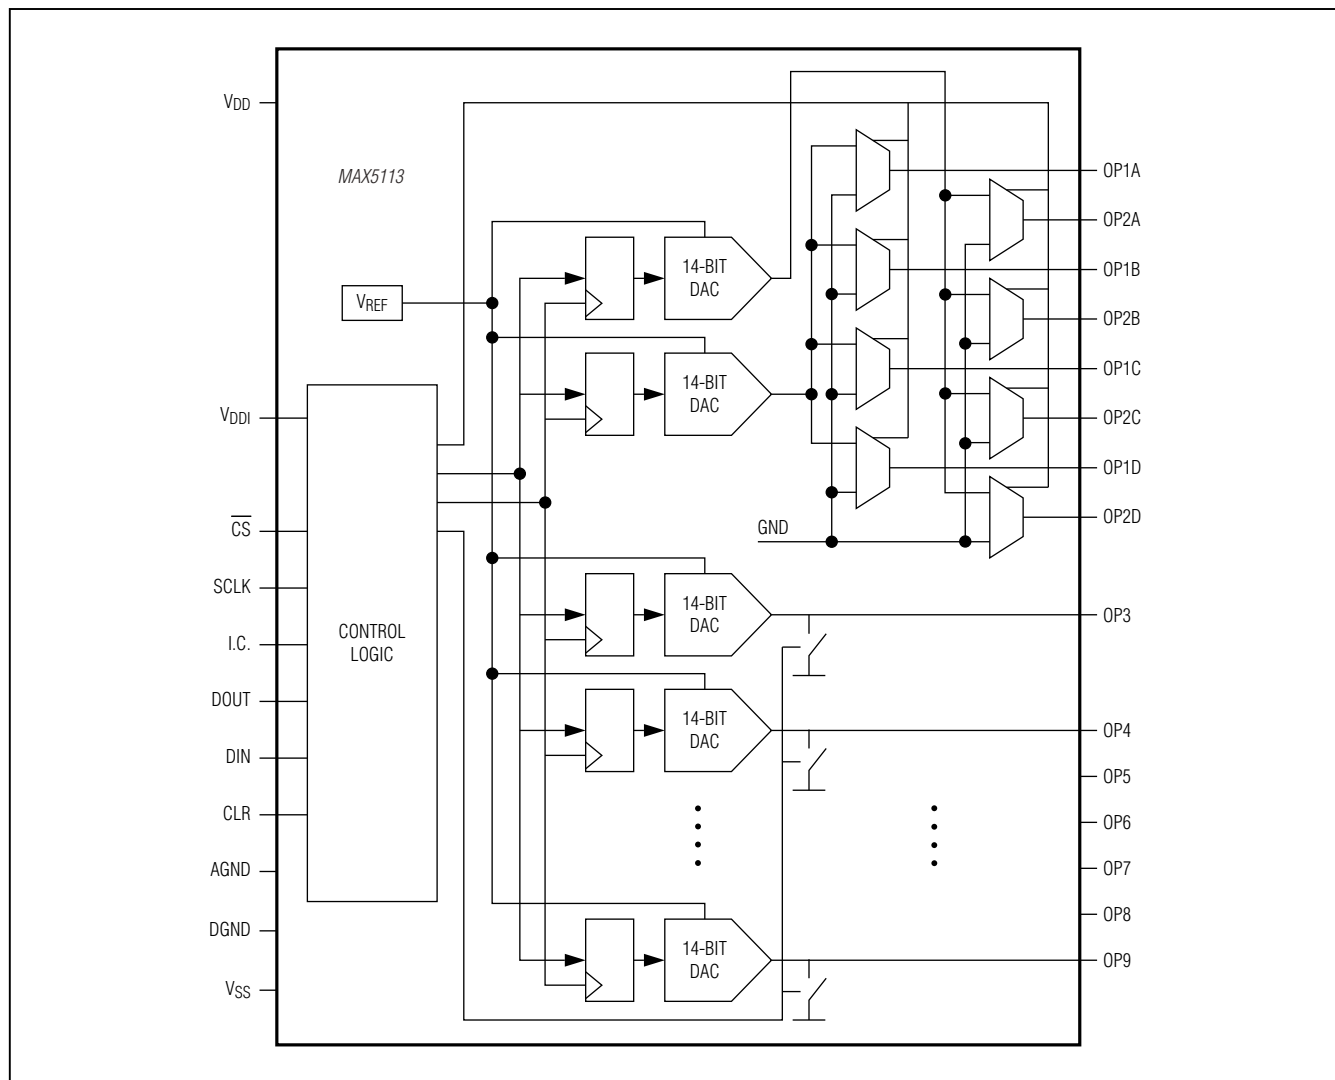 VDD
MAX5113
VREF
VDDI
CS
SCLK
I.C.
DOUT
DIN
CLR
AGND
DGND
VSS
CONTROL
LOGIC
14-BIT
DAC
14-BIT
DAC
14-BIT
DAC
14-BIT
DAC
14-BIT
DAC
GND
OP1A
OP2A
OP1B
OP2B
OP1C
OP2C
OP1D
OP2D
OP3
OP4
OP5
OP6
OP7
OP8
OP9